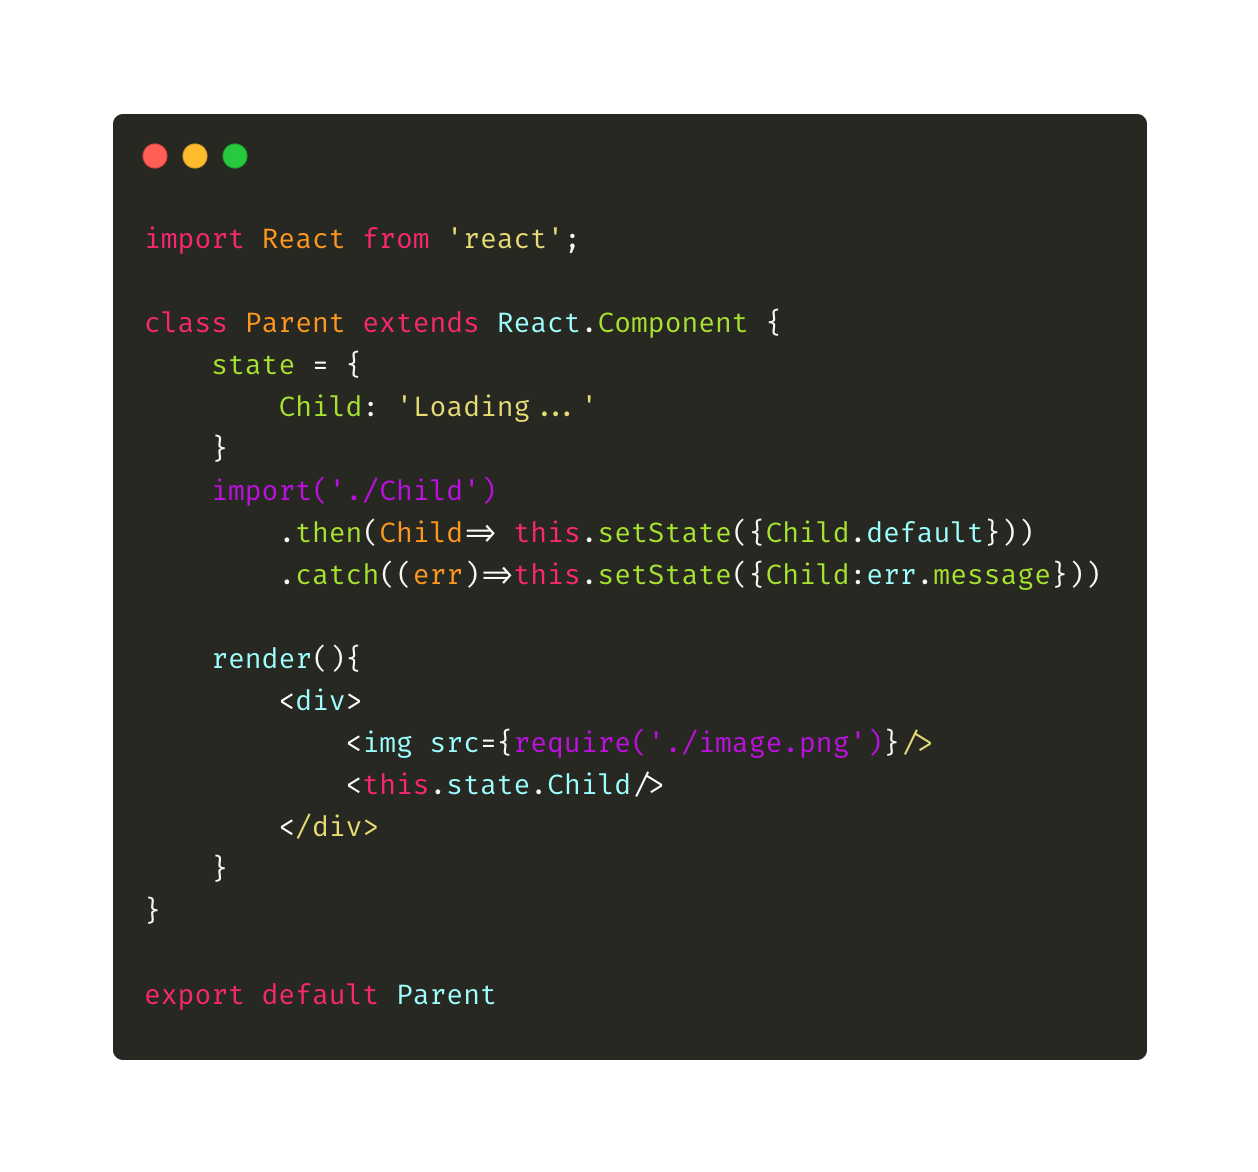 import React from 'react';
class Parent extends React.Component {
    state = {
        Child: 'Loading...'
    }
    import('./Child')
        .then(Child=> this.setState({Child.default}))
        .catch((err)=>this.setState({Child:err.message}))
    render(){
        <div>
            <img src={require('./image.png')}/>
            <this.state.Child/>
        </div>
    }
}
export default Parent